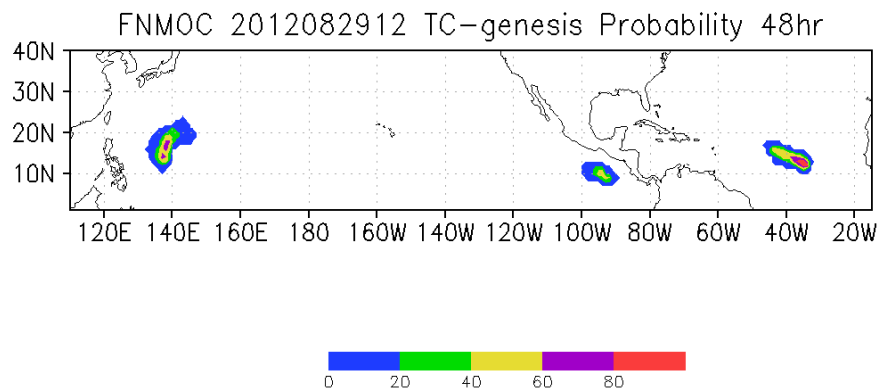 FNMOC 2012082912 TC-genesis Probability 48hr
40N
30N
20N
10N
120E 140E 160E 180 160W 140W 120W 100W 80W 60W 40W 20W
0 20 40 60 80